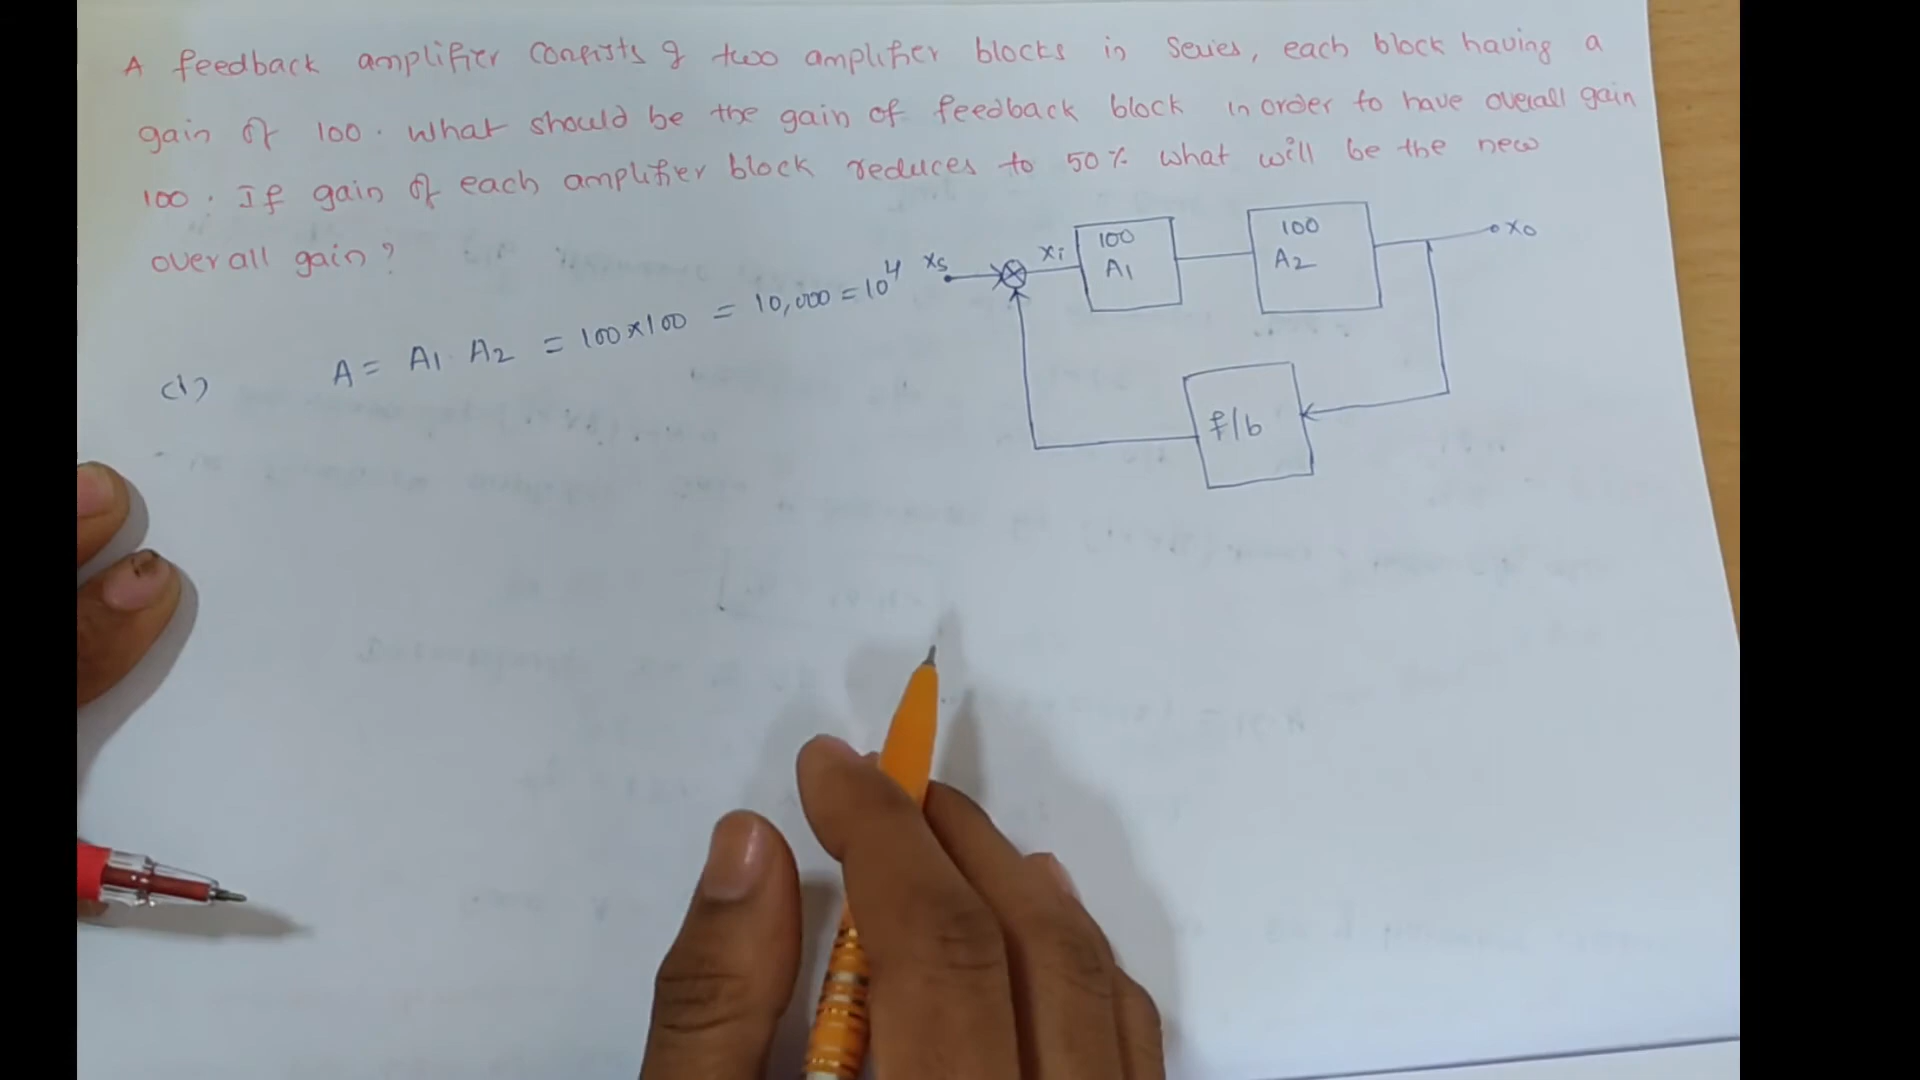 A feedback amplifier Consists of two amplifier blocks in series, each block having a
gain of 100. What should be the gain of feedback block in order to have overall gain
100. If gain of each amplifier block reduces to 50% what will be the new
overall gain?
(1) A = A1. A2 = 100×100 = 10,000 = 10⁴
xs
xi
100
A1
100
A2
x0
f/b